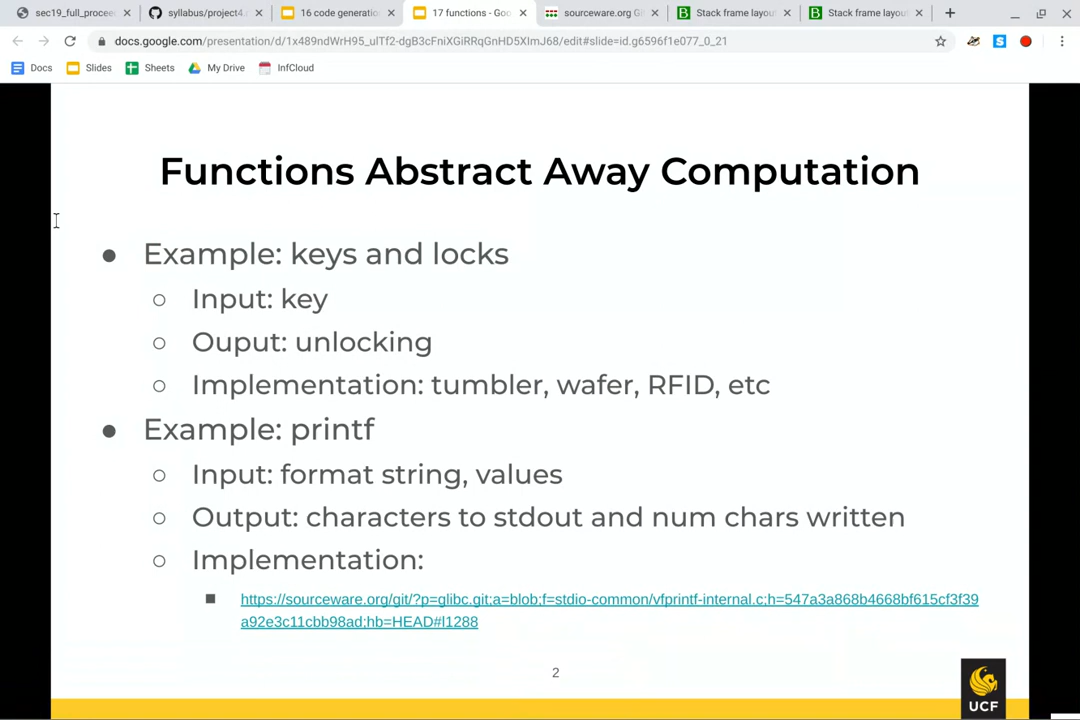 sec19_full_proceed
syllabus/project4.
16 code generation
17 functions - Goo
sourceware.org Gi
Stack frame layou
Stack frame layou
docs.google.com/presentation/d/1x489ndWrH95_ulTf2-dgB3cFniXGiRRqGnHD5XImJ68/edit#slide=id.g6596f1e077_0_21
Docs Slides Sheets My Drive InfCloud
Functions Abstract Away Computation
● Example: keys and locks
○ Input: key
○ Ouput: unlocking
○ Implementation: tumbler, wafer, RFID, etc
● Example: printf
○ Input: format string, values
○ Output: characters to stdout and num chars written
○ Implementation:
■ https://sourceware.org/git/?p=glibc.git;a=blob;f=stdio-common/vfprintf-internal.c;h=547a3a868b4668bf615cf3f39
a92e3c11cbb98ad;hb=HEAD#l1288
2
UCF